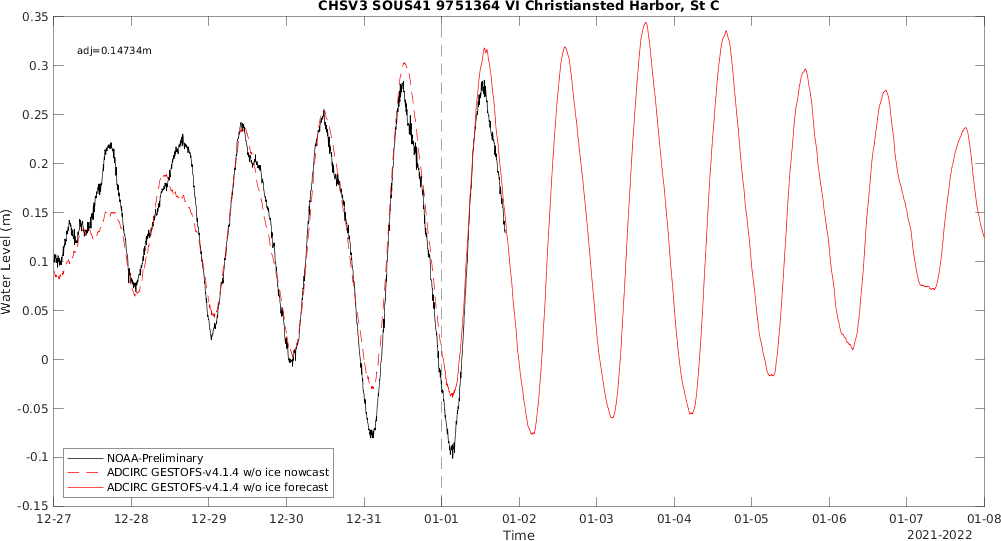 CHSV3 SOUS41 9751364 VI Christiansted Harbor, St C
adj=0.14734m
0.35
0.3
0.25
0.2
0.15
0.1
0.05
0
-0.05
-0.1
-0.15
Water Level (m)
NOAA-Preliminary
ADCIRC GESTOFS-v4.1.4 w/o ice nowcast
ADCIRC GESTOFS-v4.1.4 w/o ice forecast
12-27 12-28 12-29 12-30 12-31 01-01 01-02 01-03 01-04 01-05 01-06 01-07 01-08
Time
2021-2022